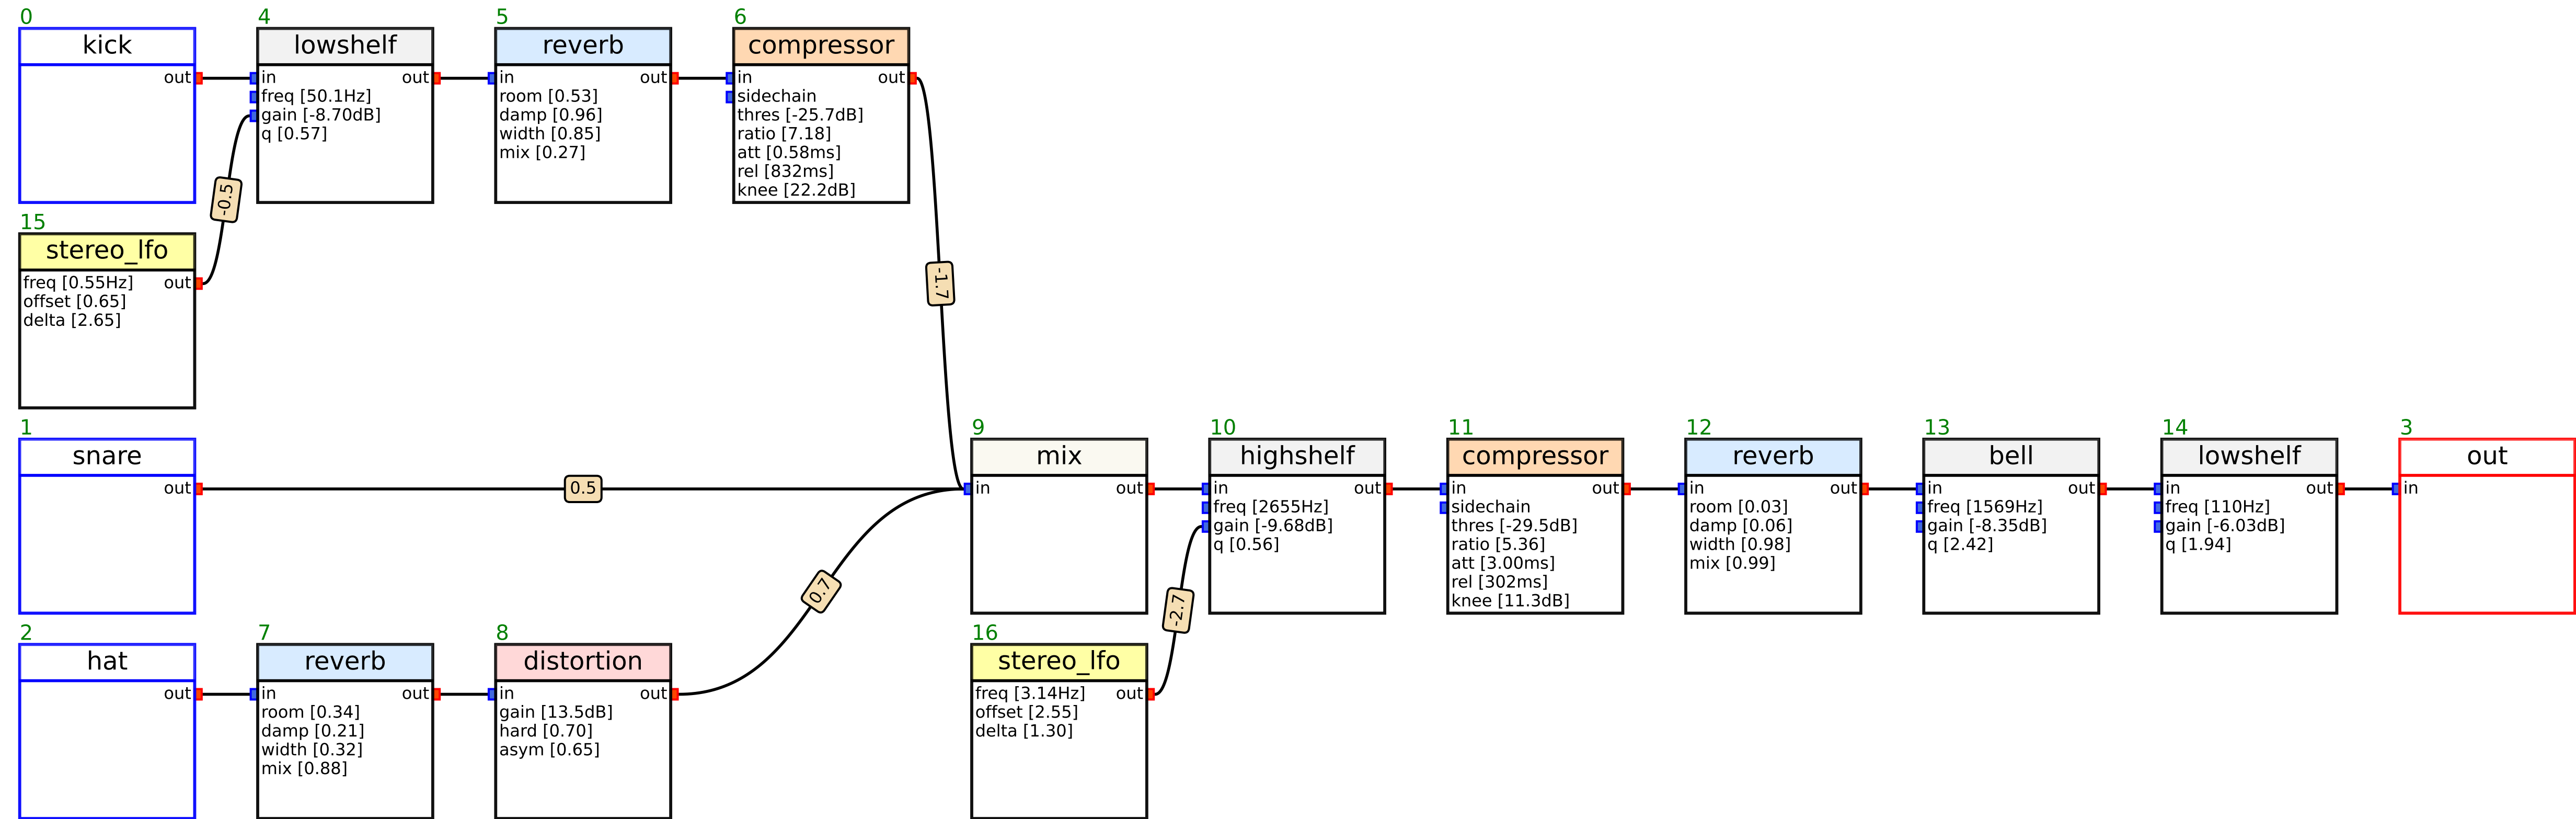 0
kick
out
4
lowshelf
in out
freq [50.1Hz]
gain [-8.70dB]
q [0.57]
5
reverb
in out
room [0.53]
damp [0.96]
width [0.85]
mix [0.27]
6
compressor
in out
sidechain
thres [-25.7dB]
ratio [7.18]
att [0.58ms]
rel [832ms]
knee [22.2dB]
-0.5
-1.7
15
stereo_lfo
freq [0.55Hz] out
offset [0.65]
delta [2.65]
1
snare
out
0.5
9
mix
in out
10
highshelf
in out
freq [2655Hz]
gain [-9.68dB]
q [0.56]
11
compressor
in out
sidechain
thres [-29.5dB]
ratio [5.36]
att [3.00ms]
rel [302ms]
knee [11.3dB]
12
reverb
in out
room [0.03]
damp [0.06]
width [0.98]
mix [0.99]
13
bell
in out
freq [1569Hz]
gain [-8.35dB]
q [2.42]
14
lowshelf
in out
freq [110Hz]
gain [-6.03dB]
q [1.94]
3
out
in
0.7
-2.7
2
hat
out
7
reverb
in out
room [0.34]
damp [0.21]
width [0.32]
mix [0.88]
8
distortion
in out
gain [13.5dB]
hard [0.70]
asym [0.65]
16
stereo_lfo
freq [3.14Hz] out
offset [2.55]
delta [1.30]